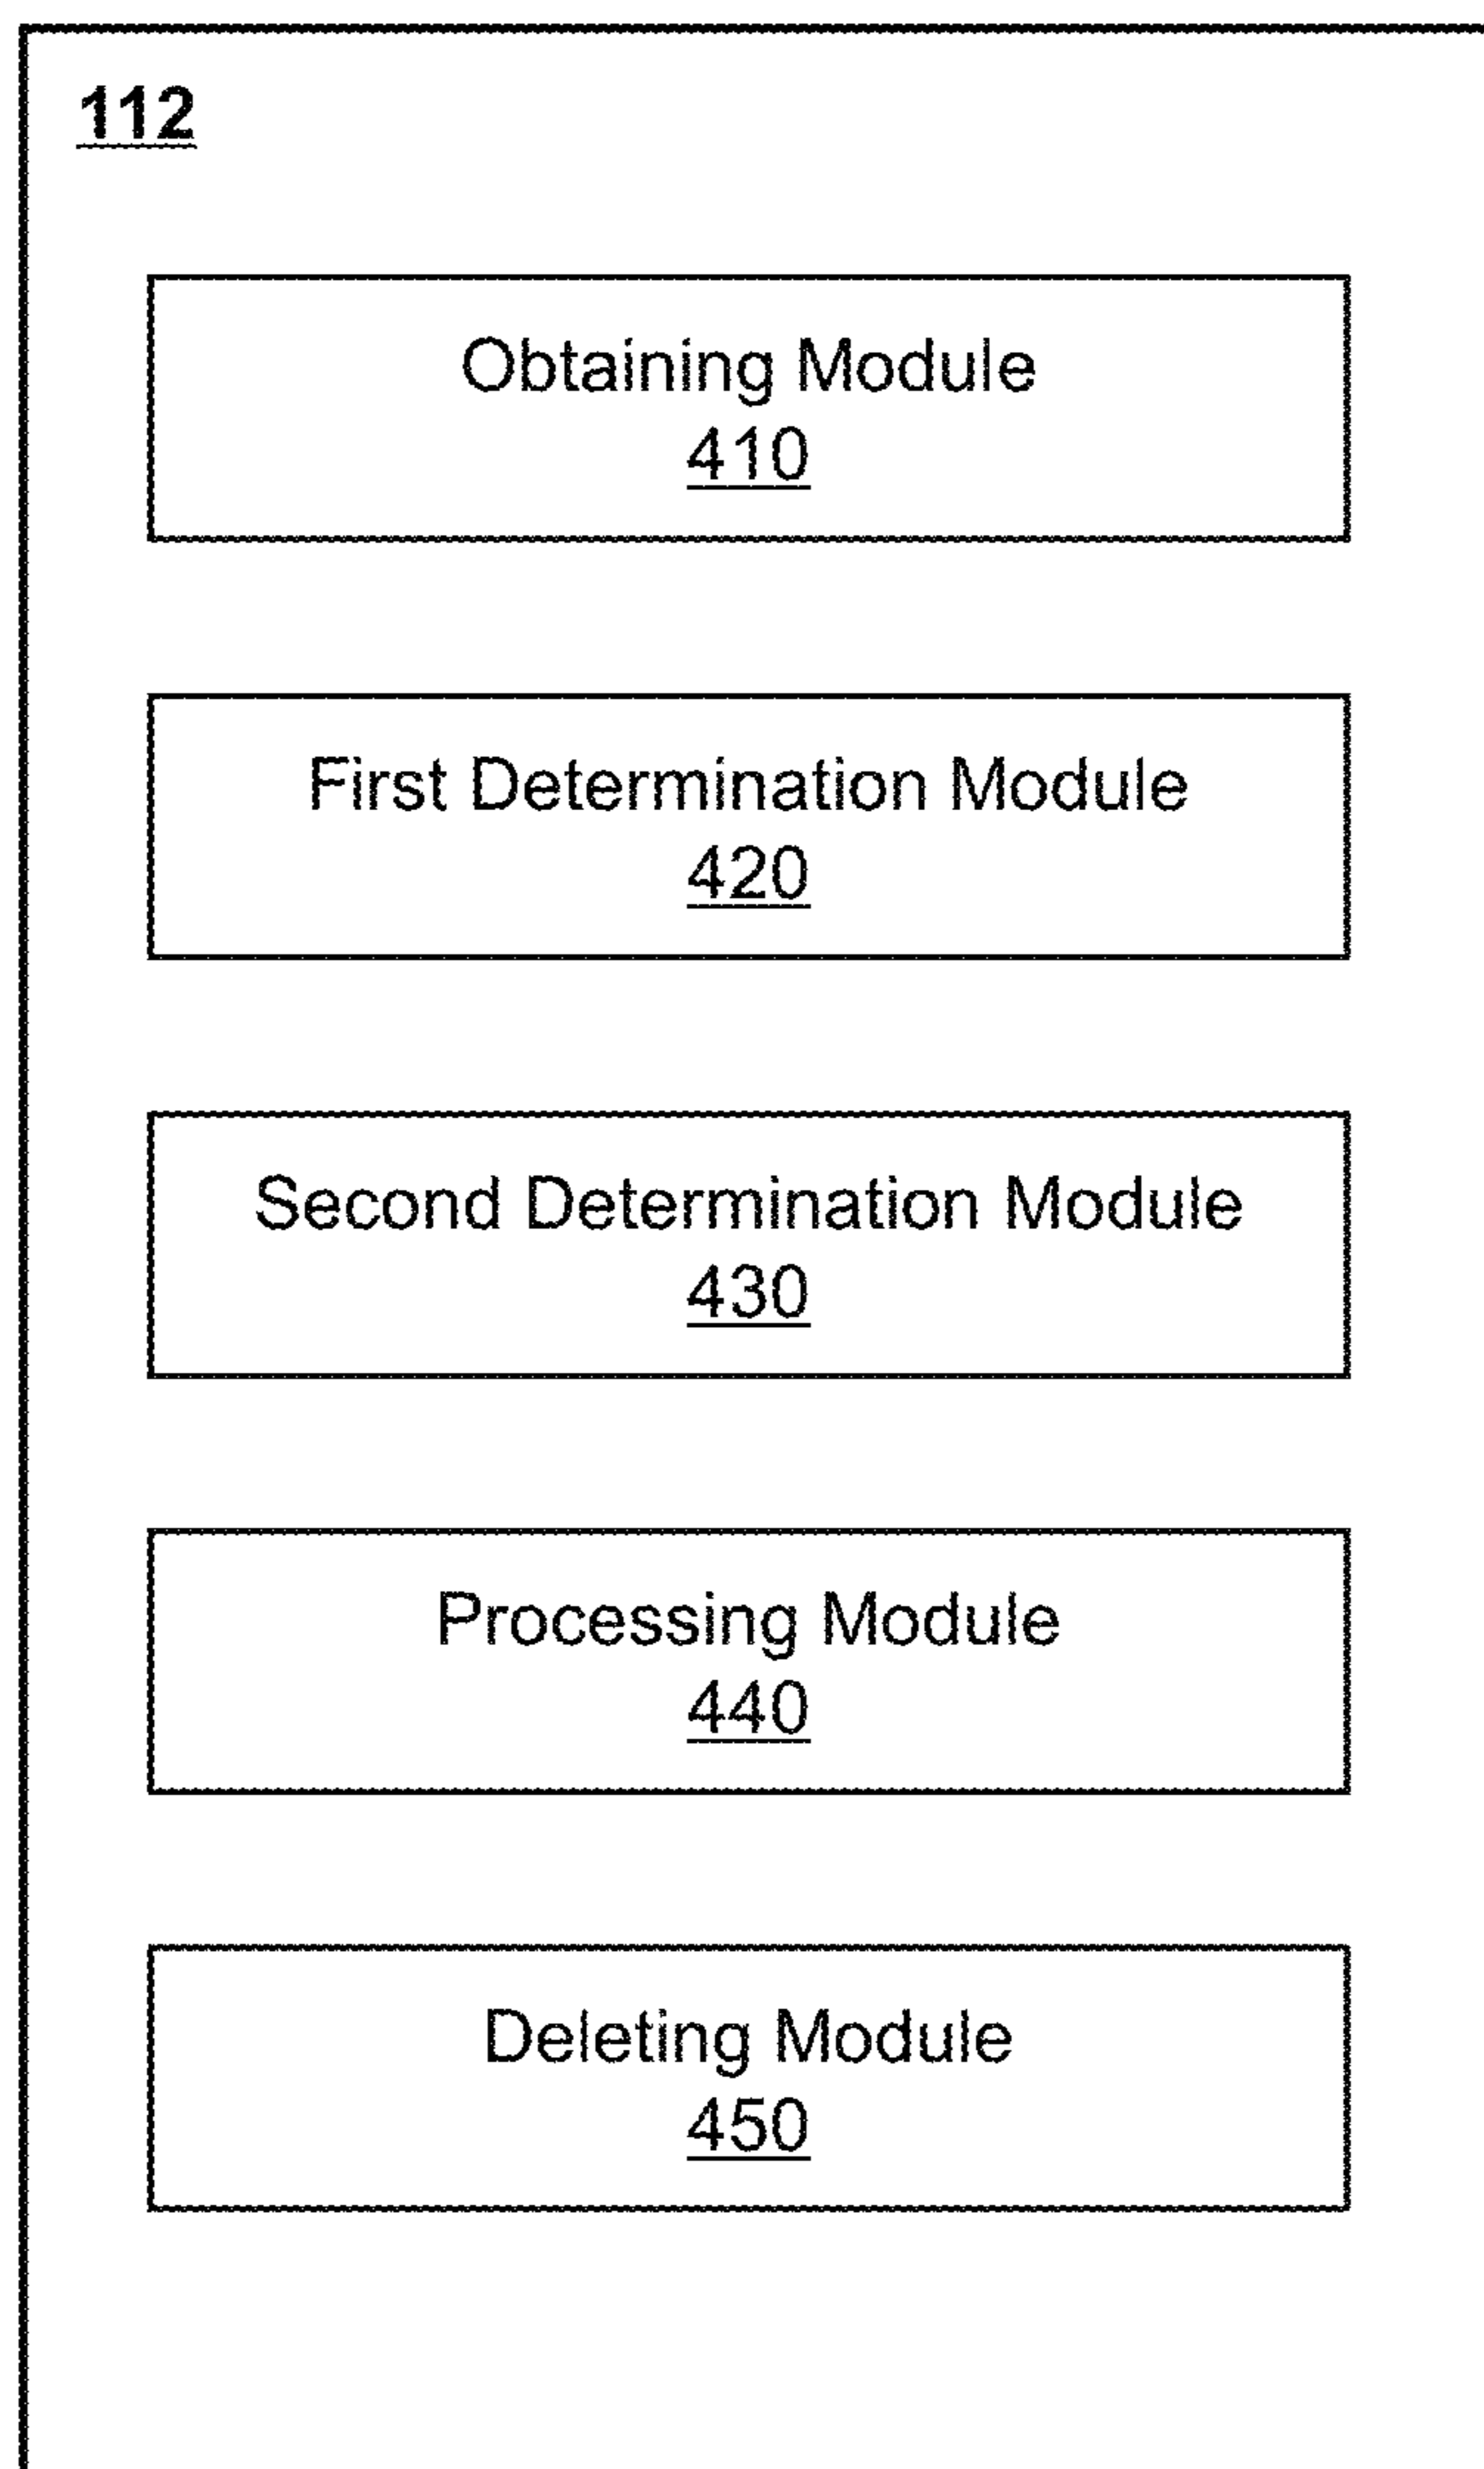 112
Obtaining Module
410
First Determination Module
420
Second Determination Module
430
Processing Module
440
Deleting Module
450